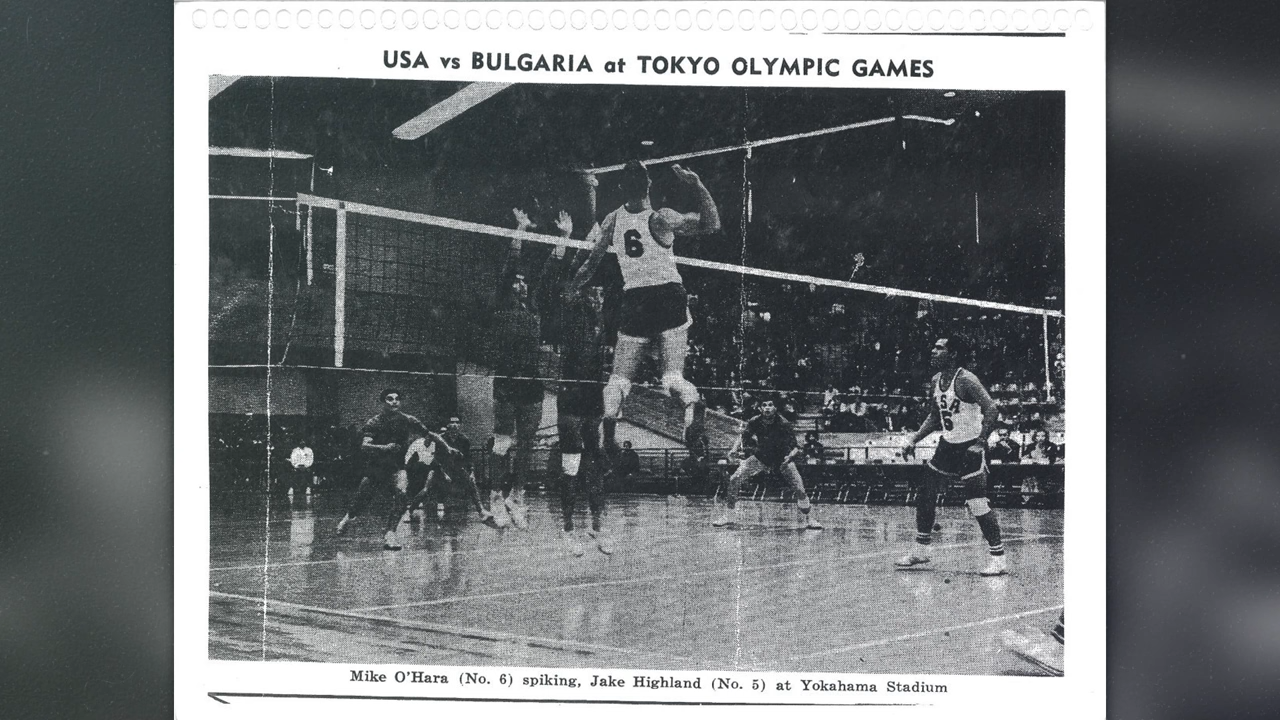 USA vs BULGARIA at TOKYO OLYMPIC GAMES
6
USA
5
Mike O'Hara (No. 6) spiking, Jake Highland (No. 5) at Yokahama Stadium